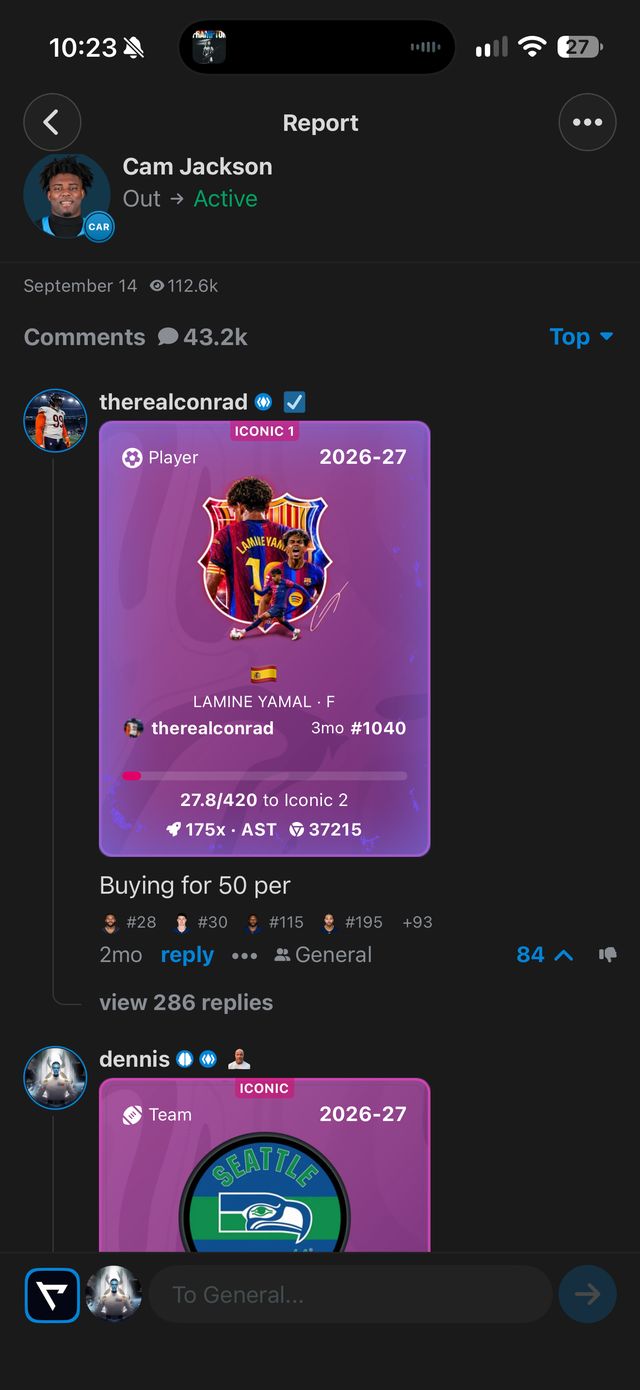 10:23
27
Report
Cam Jackson
Out → Active
CAR
September 14 112.6k
Comments 43.2k
Top
therealconrad
ICONIC 1
Player 2026-27
LAMINE YAMAL · F
therealconrad 3mo #1040
27.8/420 to Iconic 2
175x · AST 37215
Buying for 50 per
#28 #30 #115 #195 +93
2mo reply ••• General 84
view 286 replies
dennis
ICONIC
Team 2026-27
SEATTLE
To General...